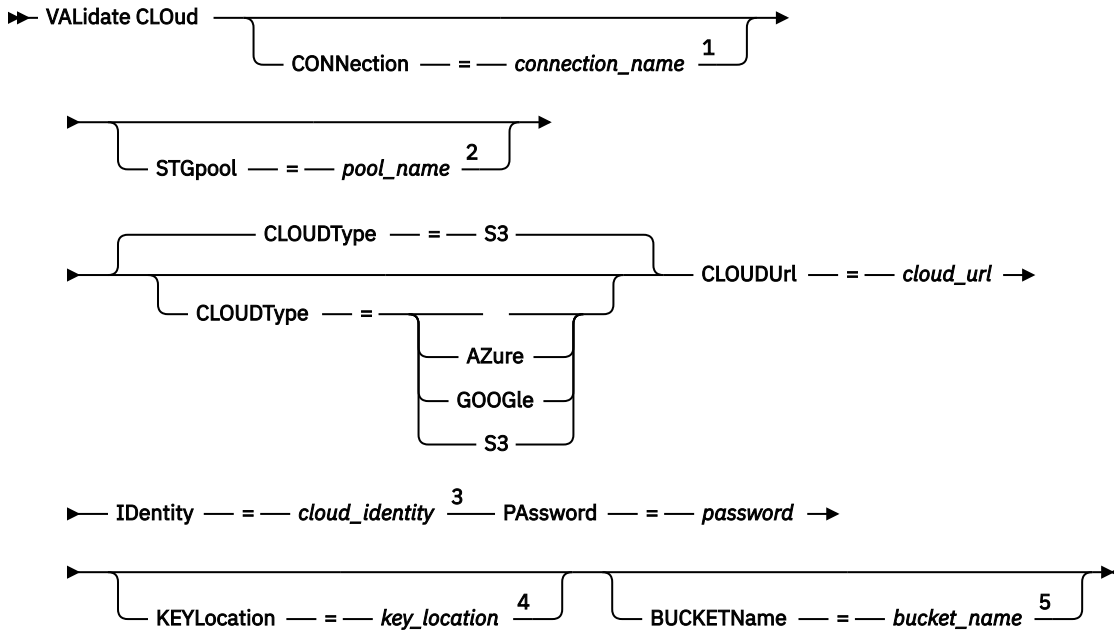 VALidate CLOud
CONNection = connection_name 1
STGpool = pool_name 2
CLOUDType = S3
CLOUDUrl = cloud_url
CLOUDType =
AZure
GOOGle
S3
IDentity = cloud_identity 3 PAssword = password
KEYLocation = key_location 4 BUCKETName = bucket_name 5